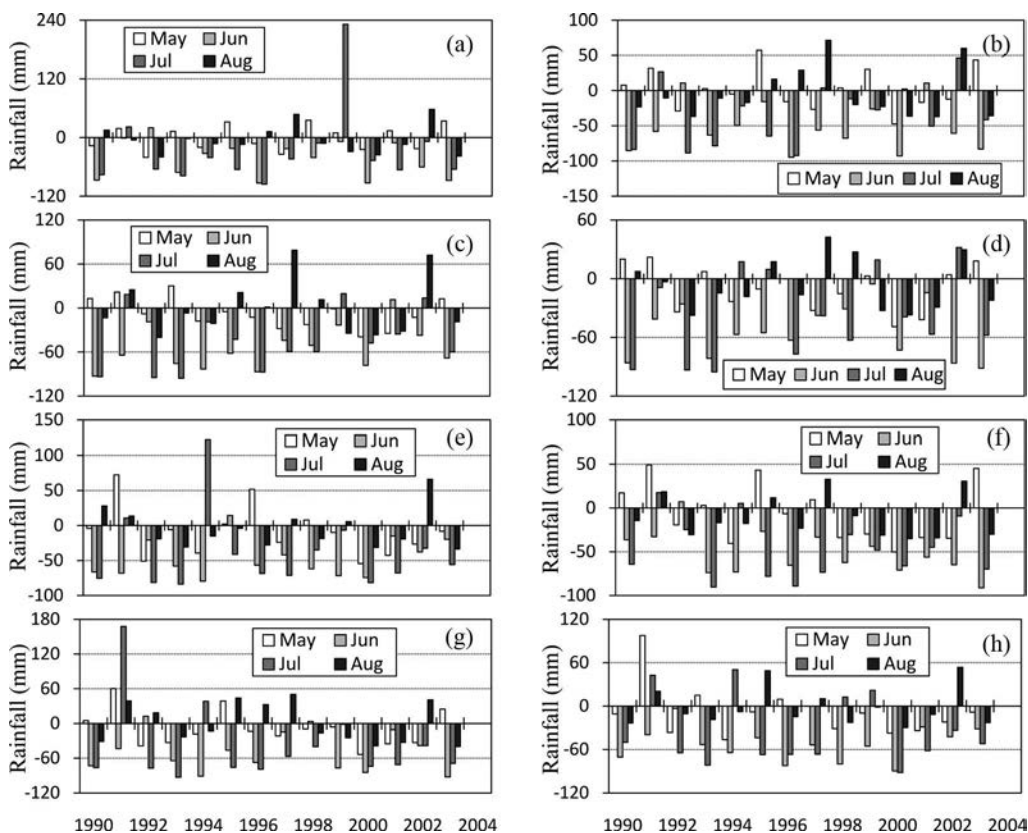 240
120
0
-120
Rainfall (mm)
May Jun
Jul Aug
(a)
100
50
0
-50
-100
-150
Rainfall (mm)
May Jun Jul Aug
(b)
120
60
0
-60
-120
Rainfall (mm)
May Jun
Jul Aug
(c)
60
0
-60
-120
Rainfall (mm)
May Jun Jul Aug
(d)
150
100
50
0
-50
-100
Rainfall (mm)
May Jun
Jul Aug
(e)
100
50
0
-50
-100
Rainfall (mm)
May Jun
Jul Aug
(f)
180
120
60
0
-60
-120
Rainfall (mm)
May Jun
Jul Aug
(g)
1990 1992 1994 1996 1998 2000 2002 2004
120
60
0
-60
-120
Rainfall (mm)
May Jun
Jul Aug
(h)
1990 1992 1994 1996 1998 2000 2002 2004